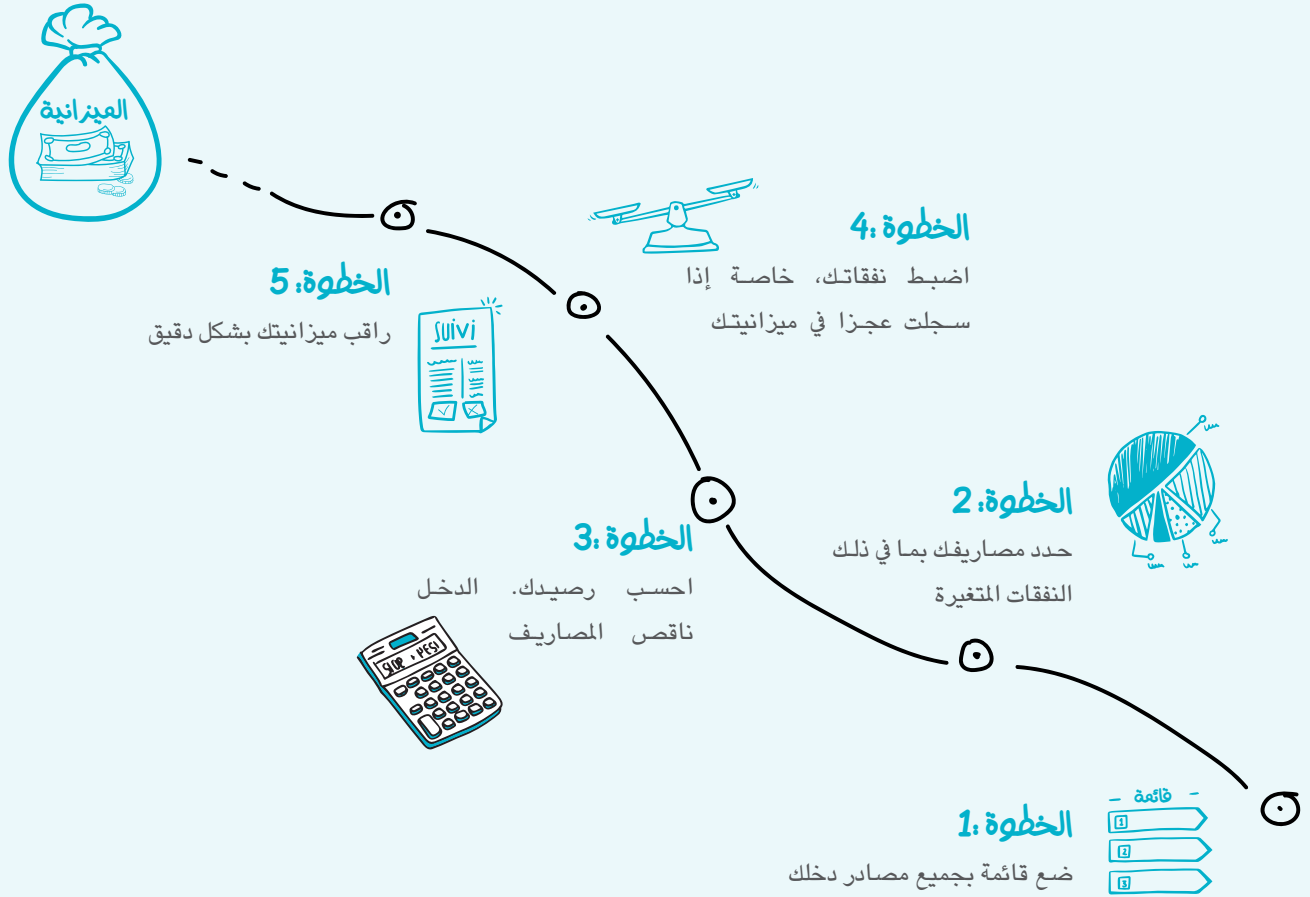 الميزانية
الخطوة 4:
اضبط نفقاتك، خاصة إذا
سجلت عجزا في ميزانيتك
الخطوة: 5
راقب ميزانيتك بشكل دقيق
suivi
الخطوة: 2
حدد مصاريفك بما في ذلك
النفقات المتغيرة
الخطوة 3:
احسب رصيدك. الدخل
ناقص المصاريف
قائمة
1
2
3
الخطوة 1:
ضع قائمة بجميع مصادر دخلك